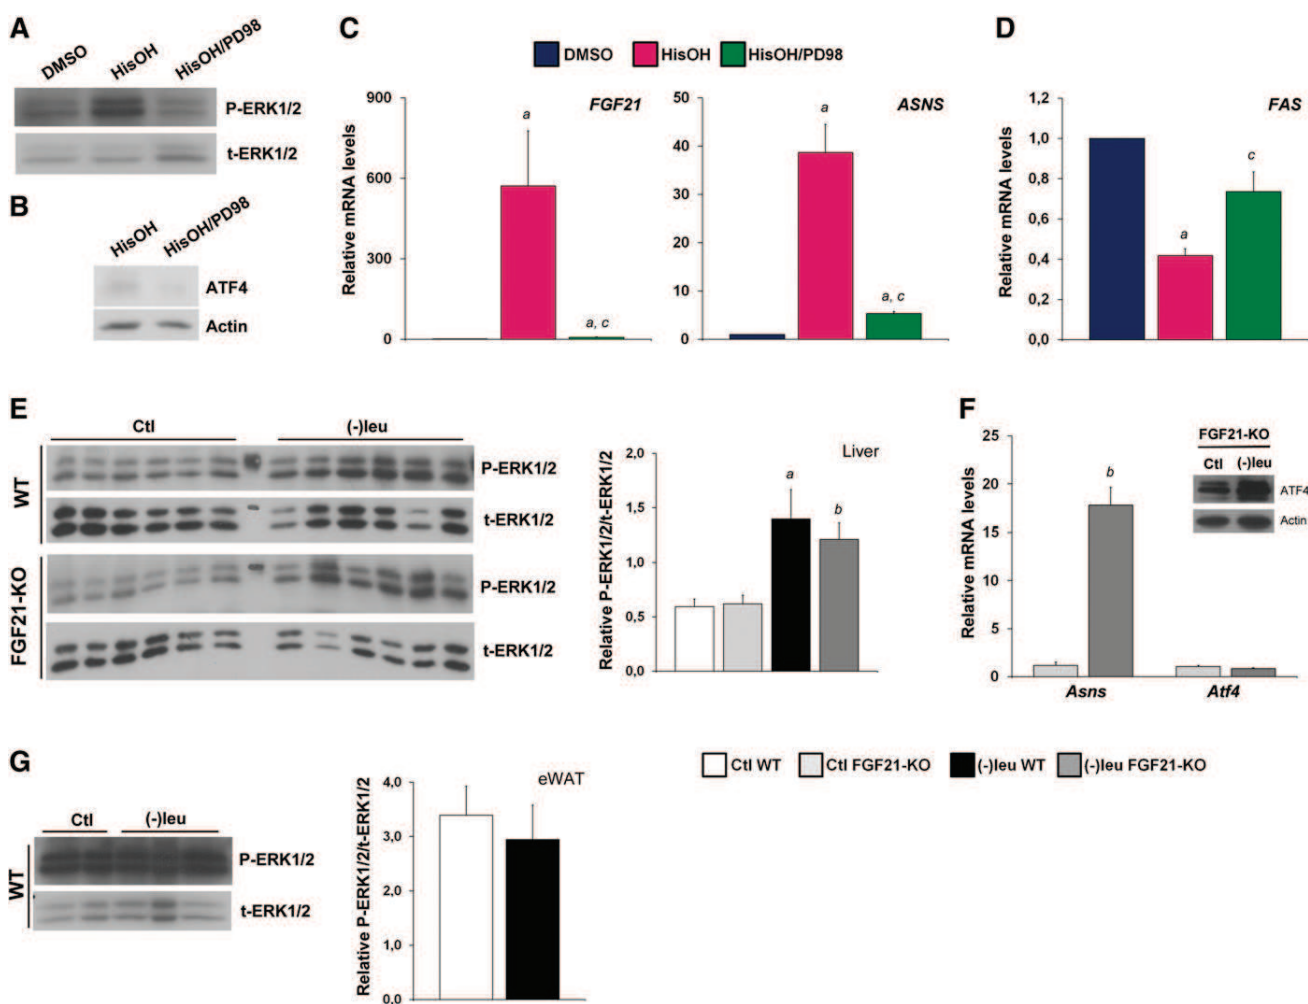 A
DMSO
HisOH
HisOH/PD98
P-ERK1/2
t-ERK1/2
B
HisOH
HisOH/PD98
ATF4
Actin
C
DMSO HisOH HisOH/PD98
Relative mRNA levels
900
600
300
0
FGF21
a
a, c
Relative mRNA levels
50
40
30
20
10
0
ASNS
a
a, c
D
Relative mRNA levels
1,2
1,0
0,8
0,6
0,4
0,2
0,0
FAS
a
c
E
Ctl (-)leu
WT
P-ERK1/2
t-ERK1/2
FGF21-KO
P-ERK1/2
t-ERK1/2
Relative P-ERK1/2/t-ERK1/2
2,0
1,5
1,0
0,5
0,0
Liver
a
b
F
Relative mRNA levels
25
20
15
10
5
0
b
Asns Atf4
FGF21-KO
Ctl (-)leu
ATF4
Actin
Ctl WT Ctl FGF21-KO (-)leu WT (-)leu FGF21-KO
G
Ctl (-)leu
WT
P-ERK1/2
t-ERK1/2
Relative P-ERK1/2/t-ERK1/2
4,0
3,0
2,0
1,0
0,0
eWAT